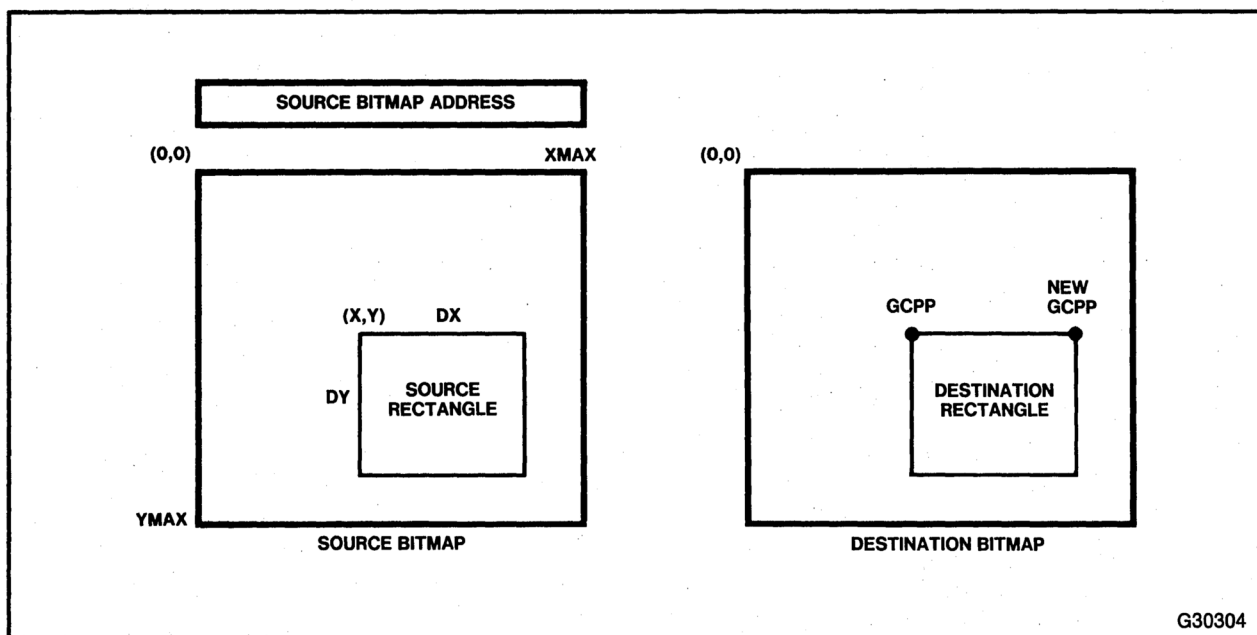 SOURCE BITMAP ADDRESS
(0,0)
XMAX
(0,0)
(X,Y)
DX
GCPP
NEW
GCPP
DY
SOURCE
RECTANGLE
DESTINATION
RECTANGLE
YMAX
SOURCE BITMAP
DESTINATION BITMAP
G30304